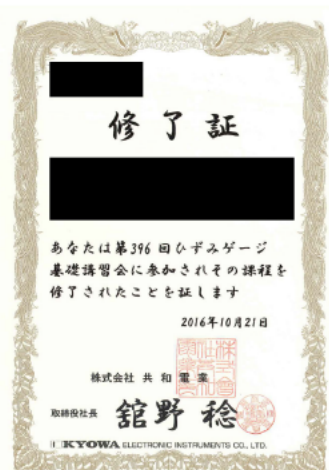 修了証
あなたは第396回ひずみゲージ
基礎講習会に参加されその課程を
修了されたことを証します
2016年10月21日
株式会社 共和電業
取締役社長 舘野 稔
KYOWA ELECTRONIC INSTRUMENTS CO., LTD.